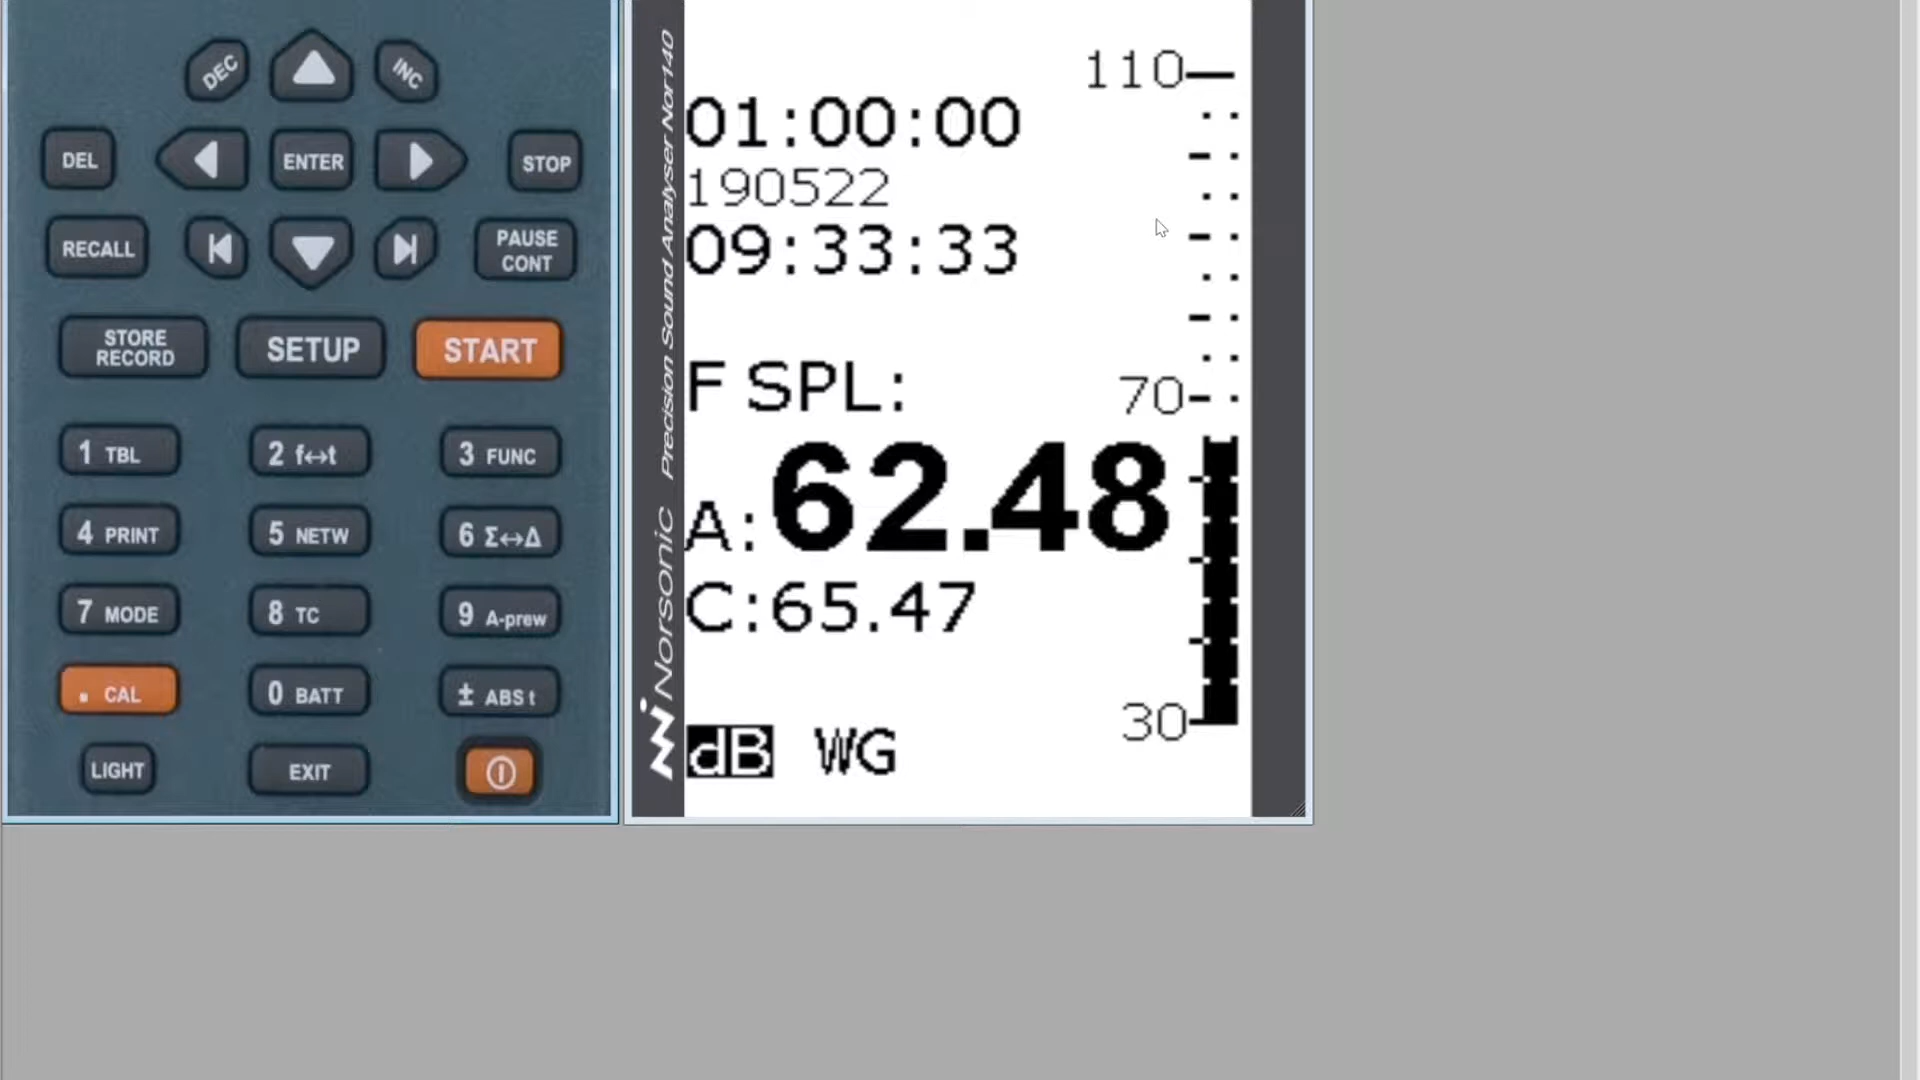 DEC
INC
DEL
ENTER
STOP
RECALL
PAUSE
CONT
STORE
RECORD
SETUP
START
1 TBL
2 f↔t
3 FUNC
4 PRINT
5 NETW
6 Σ↔Δ
7 MODE
8 TC
9 A-prew
. CAL
0 BATT
± ABS t
LIGHT
EXIT
Norsonic Precision Sound Analyser Nor140
01:00:00
190522
09:33:33
F SPL:
A:62.48
C:65.47
dB WG
110
70
30